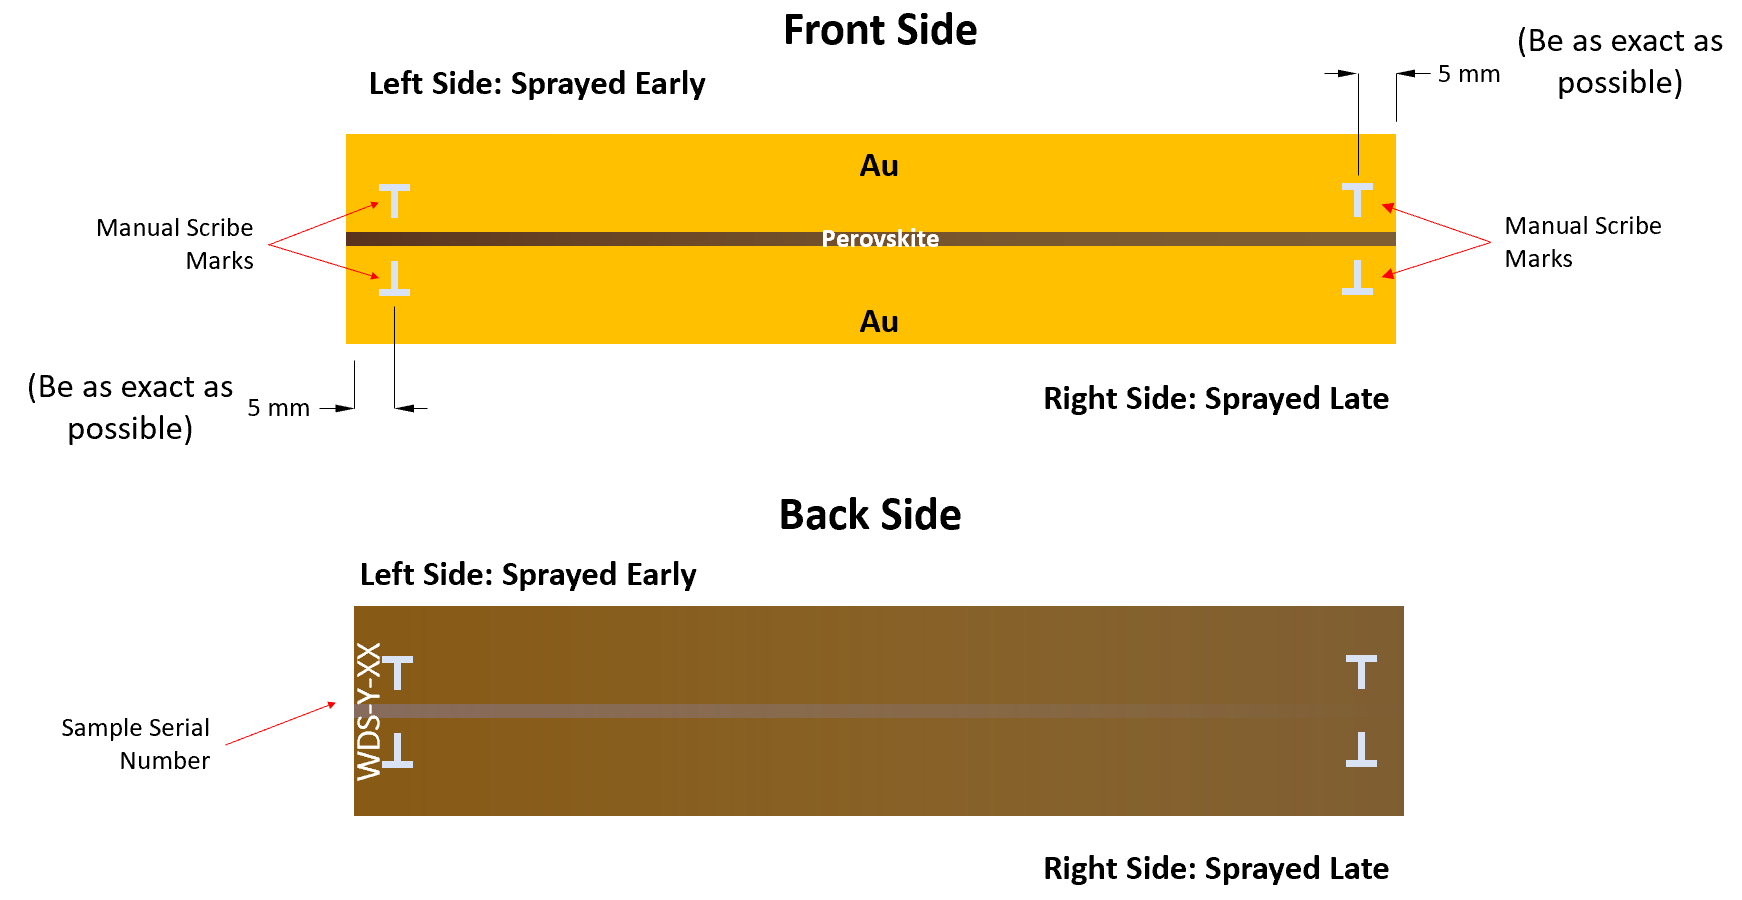 Front Side
(Be as exact as
possible)
Left Side: Sprayed Early
5 mm
Au
Manual Scribe
Marks
Perovskite
Manual Scribe
Marks
Au
(Be as exact as
possible)
5 mm
Right Side: Sprayed Late
Back Side
Left Side: Sprayed Early
WDS-Y-XX
Sample Serial
Number
Right Side: Sprayed Late